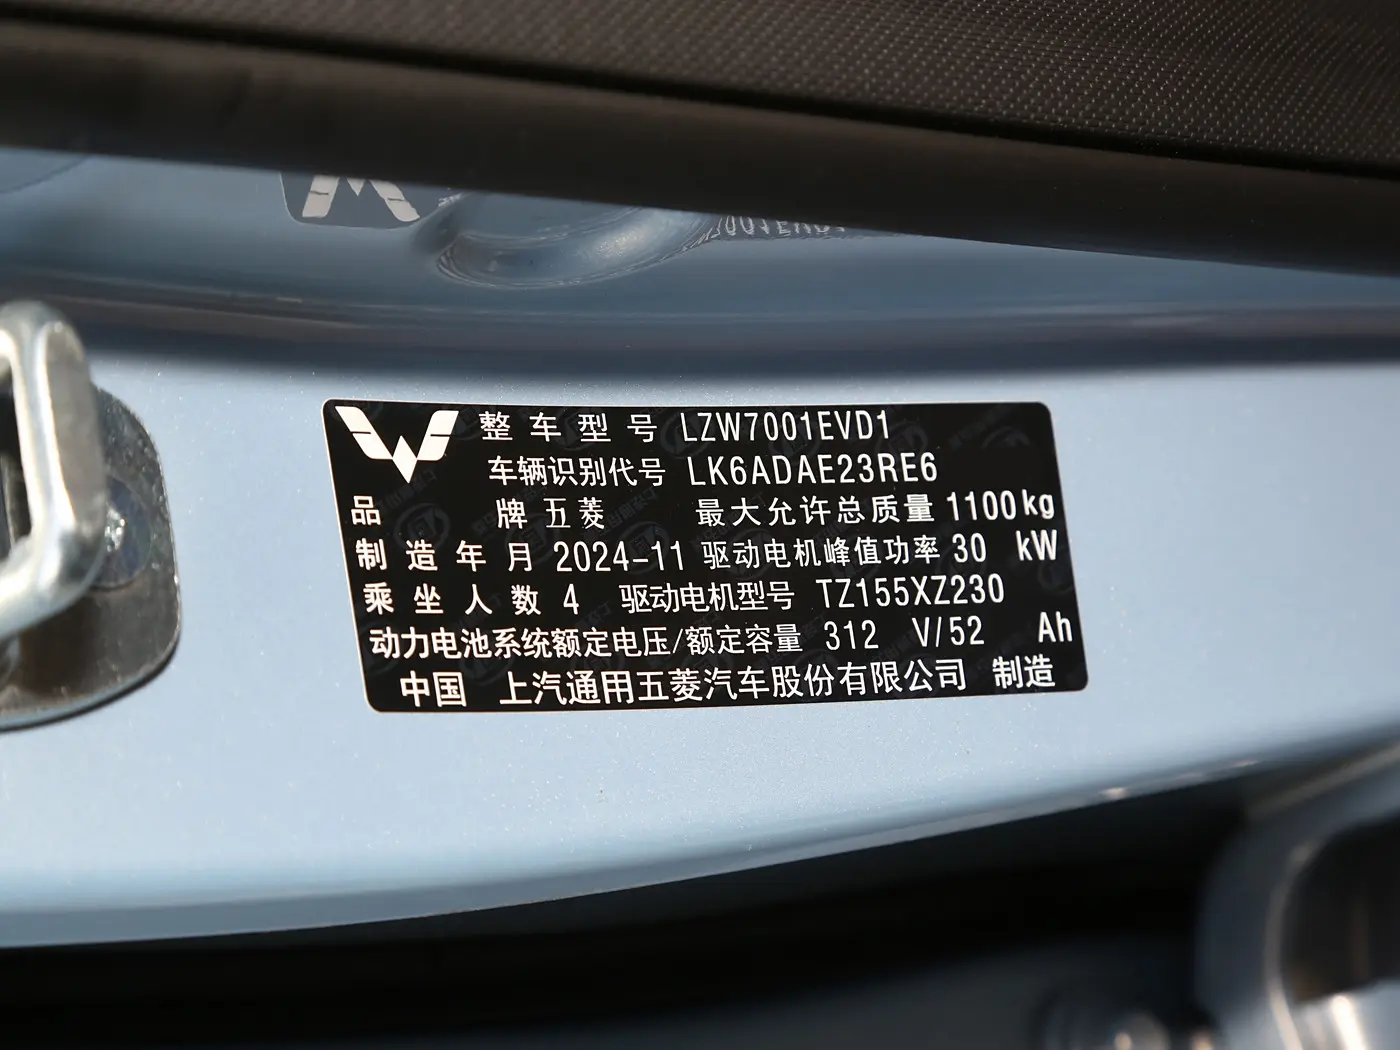 整车型号 LZW7001EVD1
车辆识别代号 LK6ADAE23RE6
品牌 五菱 最大允许总质量 1100kg
制造年月 2024-11 驱动电机峰值功率 30 kW
乘坐人数 4 驱动电机型号 TZ155XZ230
动力电池系统额定电压/额定容量 312 V/52 Ah
中国 上汽通用五菱汽车股份有限公司 制造